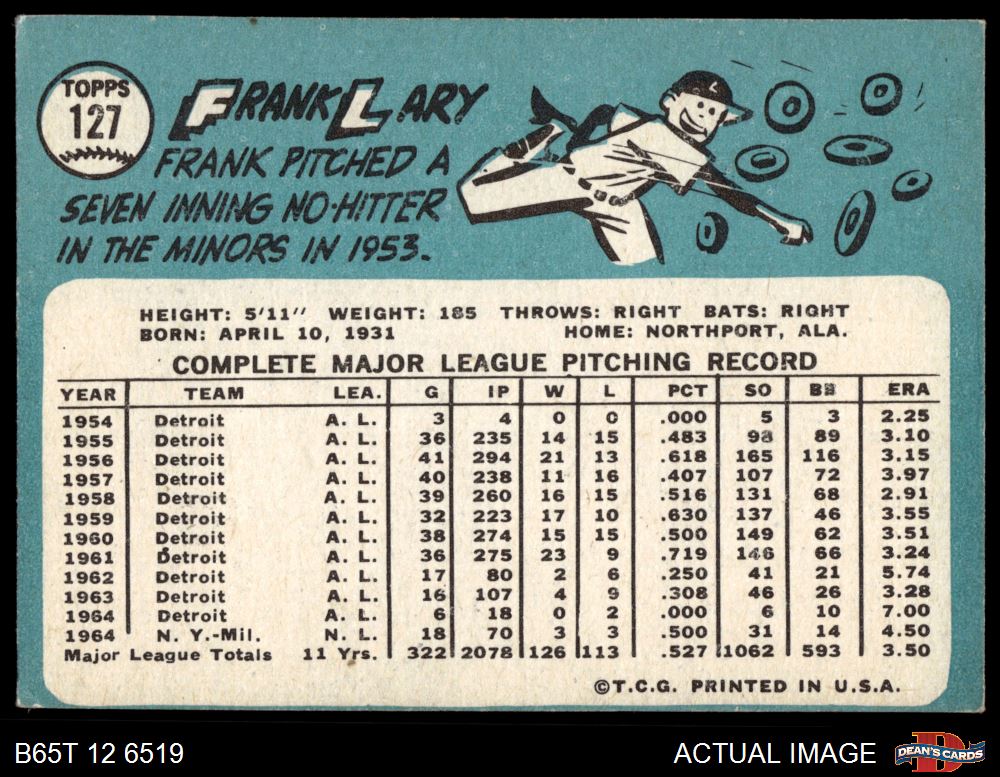 TOPPS
127
FRANK LARY
FRANK PITCHED A
SEVEN INNING NO-HITTER
IN THE MINORS IN 1953.
HEIGHT: 5'11" WEIGHT: 185 THROWS: RIGHT BATS: RIGHT
BORN: APRIL 10, 1931 HOME: NORTHPORT, ALA.
COMPLETE MAJOR LEAGUE PITCHING RECORD
YEAR TEAM LEA. G IP W L PCT SO BB ERA
1954 Detroit A. L. 3 4 0 0 .000 5 3 2.25
1955 Detroit A. L. 36 235 14 15 .483 98 89 3.10
1956 Detroit A. L. 41 294 21 13 .618 165 116 3.15
1957 Detroit A. L. 40 238 11 16 .407 107 72 3.97
1958 Detroit A. L. 39 260 16 15 .516 131 68 2.91
1959 Detroit A. L. 32 223 17 10 .630 137 46 3.55
1960 Detroit A. L. 38 274 15 15 .500 149 62 3.51
1961 Detroit A. L. 36 275 23 9 .719 146 66 3.24
1962 Detroit A. L. 17 80 2 6 .250 41 21 5.74
1963 Detroit A. L. 16 107 4 9 .308 46 26 3.28
1964 Detroit A. L. 6 18 0 2 .000 6 10 7.00
1964 N. Y.-Mil. N. L. 18 70 3 3 .500 31 14 4.50
Major League Totals 11 Yrs. 322 2078 126 113 .527 1062 593 3.50
©T.C.G. PRINTED IN U.S.A.
B65T 12 6519 ACTUAL IMAGE
D
DEAN'S CARDS